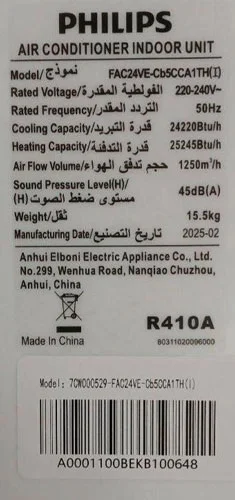 PHILIPS
AIR CONDITIONER INDOOR UNIT
Model/نموذج: FAC24VE-Cb5CCA1TH(I)
Rated Voltage/الفولطية المقدرة: 220-240V~
Rated Frequency/التردد المقدر: 50Hz
Cooling Capacity/قدرة التبريد: 24220Btu/h
Heating Capacity/قدرة التدفئة: 25245Btu/h
Air Flow Volume/حجم تدفق الهواء: 1250m³/h
Sound Pressure Level(H)/
مستوى ضغط الصوت(H): 45dB(A)
Weight/ثقل: 15.5kg
Manufacturing Date/تاريخ التصنيع: 2025-02
Anhui Elboni Electric Appliance Co., Ltd.
No.299, Wenhua Road, Nanqiao Chuzhou,
Anhui, China
Made In China
R410A
80311020096000
Model: 7CW000529-FAC24VE-Cb5CCA1TH(I)
A0001100BEKB100648